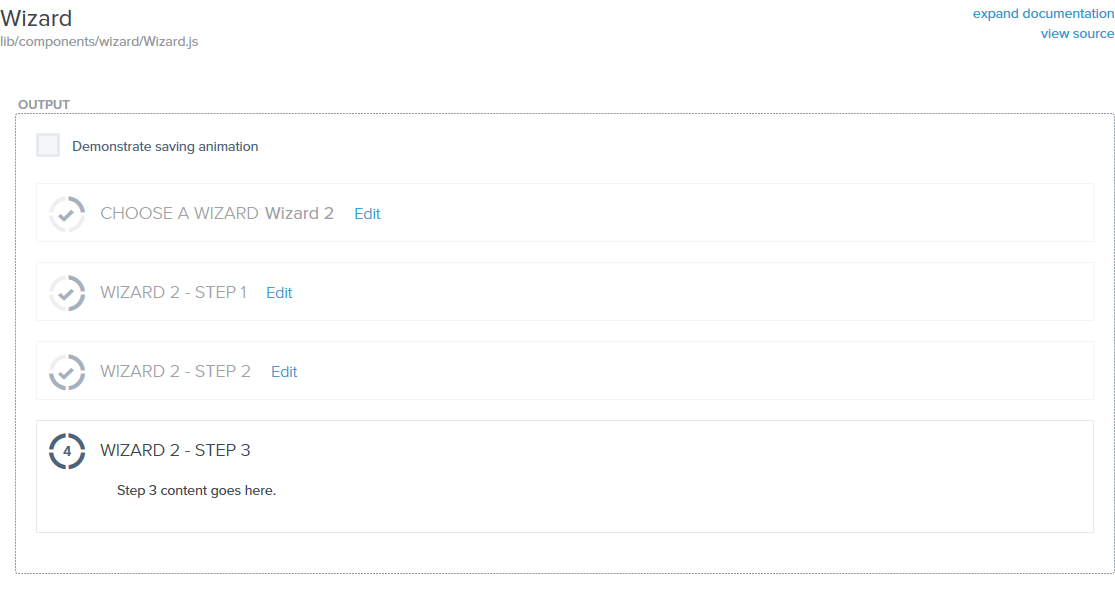 Wizard
expand documentation
lib/components/wizard/Wizard.js
view source
OUTPUT
Demonstrate saving animation
CHOOSE A WIZARD Wizard 2 Edit
WIZARD 2 - STEP 1 Edit
WIZARD 2 - STEP 2 Edit
4 WIZARD 2 - STEP 3
Step 3 content goes here.